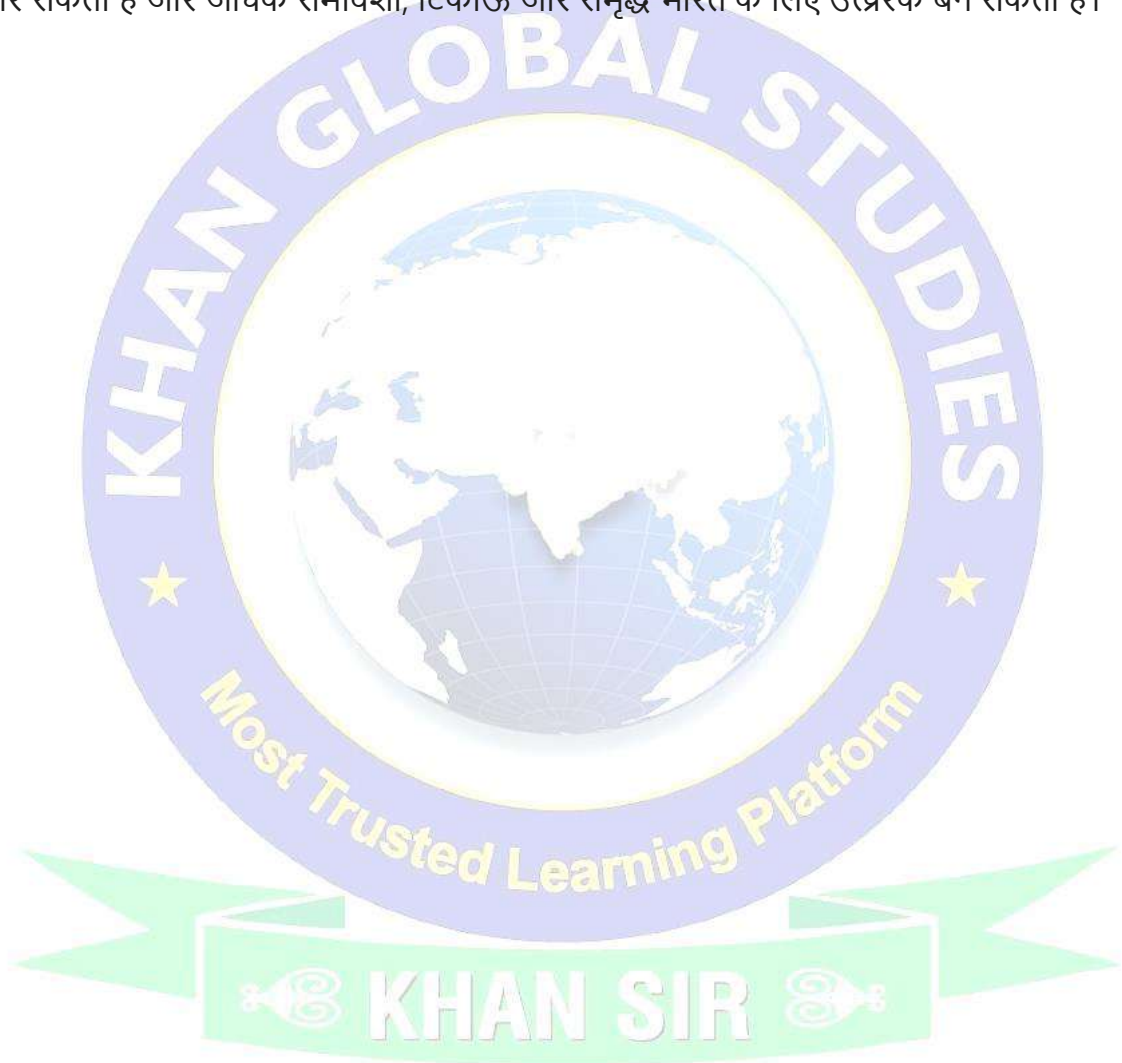 सकता है और अधिक समावेशी, टिकाऊ और समृद्ध भारत के लिए उत्प्रेरक बन सकता है।
KHAN GLOBAL STUDIES
Most Trusted Learning Platform
KHAN SIR